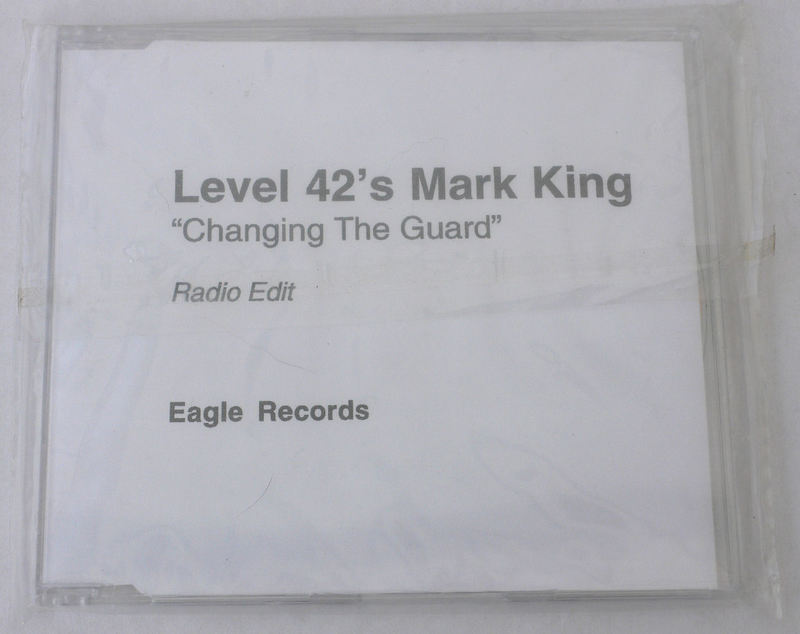 Level 42’s Mark King
“Changing The Guard”
Radio Edit
Eagle Records